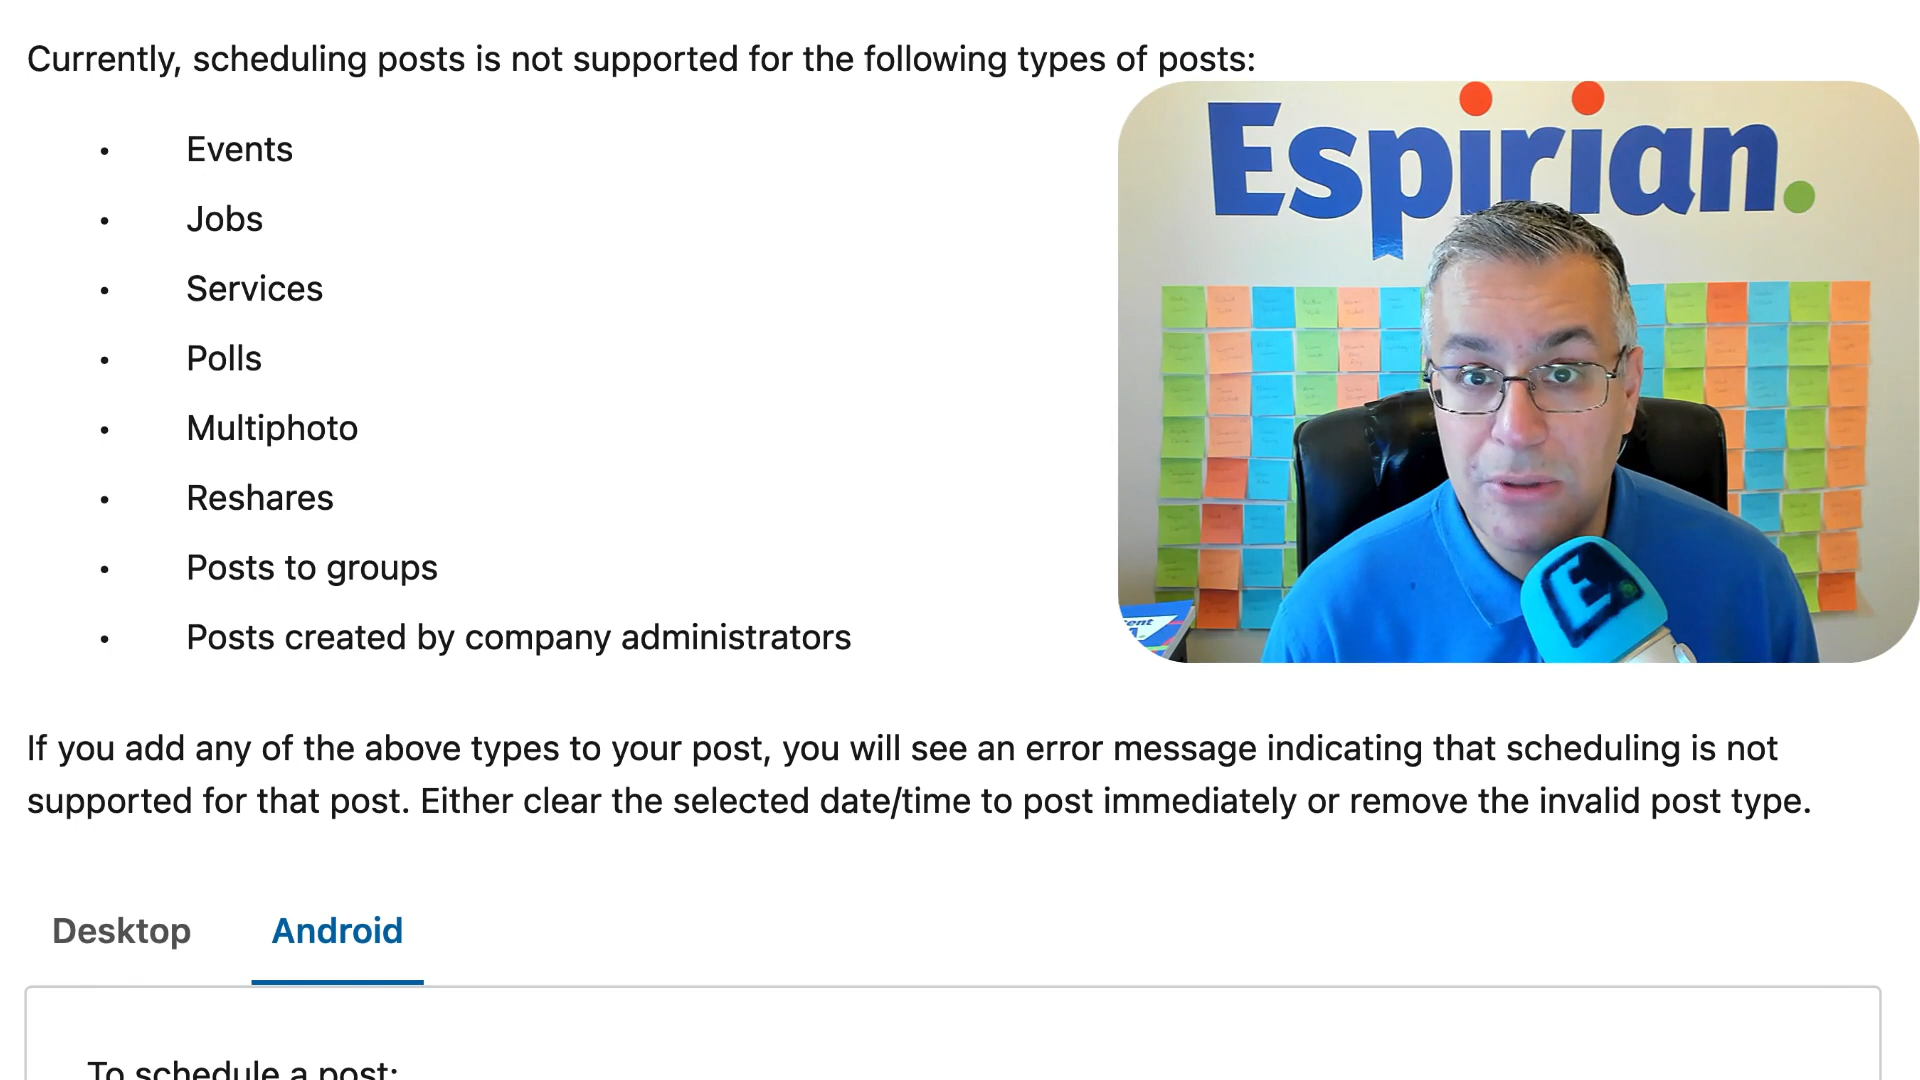 Currently, scheduling posts is not supported for the following types of posts:
• Events
• Jobs
• Services
• Polls
• Multiphoto
• Reshares
• Posts to groups
• Posts created by company administrators
Espirian.
E.
If you add any of the above types to your post, you will see an error message indicating that scheduling is not
supported for that post. Either clear the selected date/time to post immediately or remove the invalid post type.
Desktop Android
To schedule a post: